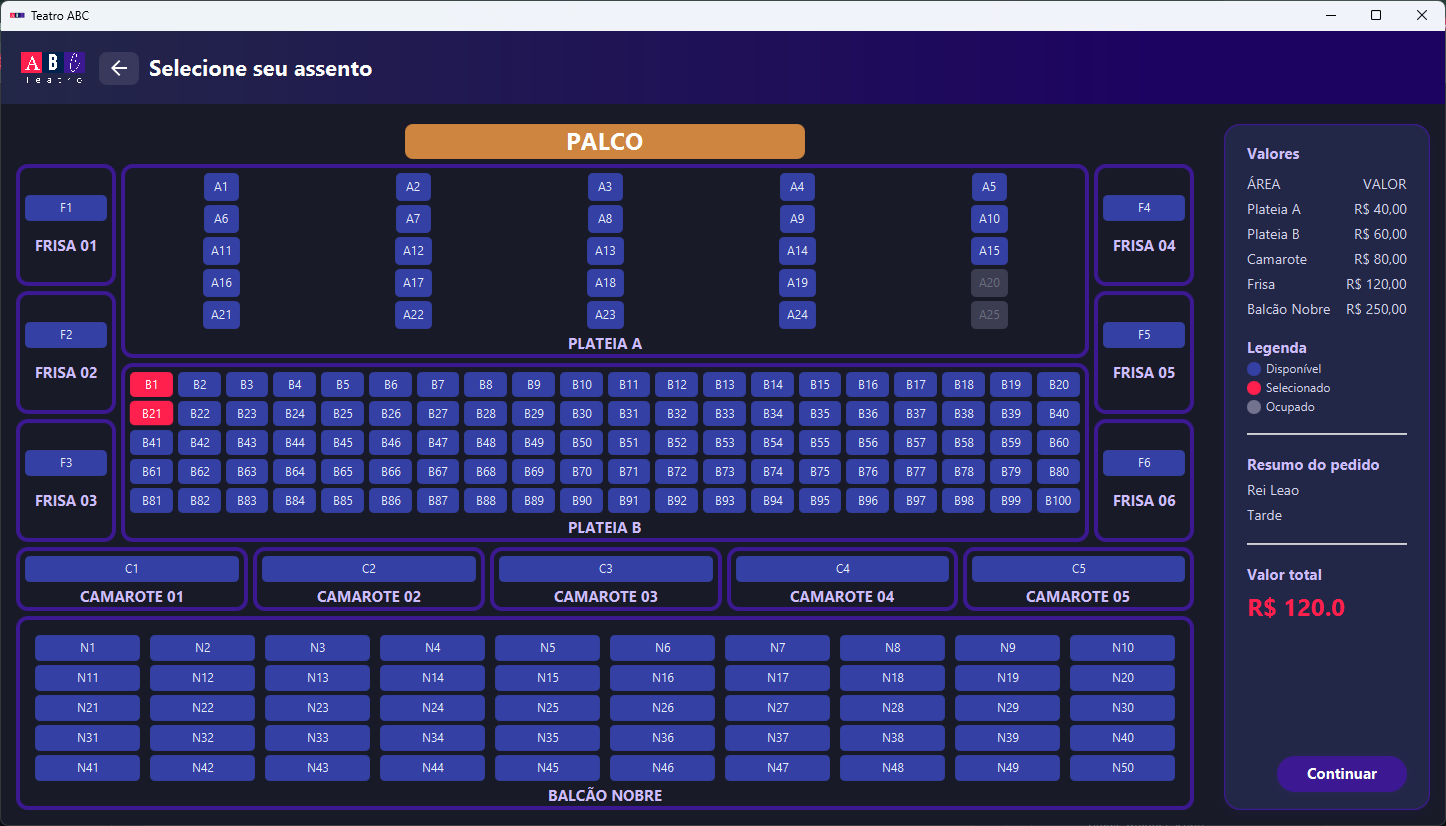 Teatro ABC
ABC
Teatro
Selecione seu assento
PALCO
F1
FRISA 01
F2
FRISA 02
F3
FRISA 03
A1 A2 A3 A4 A5
A6 A7 A8 A9 A10
A11 A12 A13 A14 A15
A16 A17 A18 A19 A20
A21 A22 A23 A24 A25
PLATEIA A
B1 B2 B3 B4 B5 B6 B7 B8 B9 B10 B11 B12 B13 B14 B15 B16 B17 B18 B19 B20
B21 B22 B23 B24 B25 B26 B27 B28 B29 B30 B31 B32 B33 B34 B35 B36 B37 B38 B39 B40
B41 B42 B43 B44 B45 B46 B47 B48 B49 B50 B51 B52 B53 B54 B55 B56 B57 B58 B59 B60
B61 B62 B63 B64 B65 B66 B67 B68 B69 B70 B71 B72 B73 B74 B75 B76 B77 B78 B79 B80
B81 B82 B83 B84 B85 B86 B87 B88 B89 B90 B91 B92 B93 B94 B95 B96 B97 B98 B99 B100
PLATEIA B
F4
FRISA 04
F5
FRISA 05
F6
FRISA 06
C1 C2 C3 C4 C5
CAMAROTE 01 CAMAROTE 02 CAMAROTE 03 CAMAROTE 04 CAMAROTE 05
N1 N2 N3 N4 N5 N6 N7 N8 N9 N10
N11 N12 N13 N14 N15 N16 N17 N18 N19 N20
N21 N22 N23 N24 N25 N26 N27 N28 N29 N30
N31 N32 N33 N34 N35 N36 N37 N38 N39 N40
N41 N42 N43 N44 N45 N46 N47 N48 N49 N50
BALCÃO NOBRE
Valores
ÁREA VALOR
Plateia A R$ 40,00
Plateia B R$ 60,00
Camarote R$ 80,00
Frisa R$ 120,00
Balcão Nobre R$ 250,00
Legenda
Disponível
Selecionado
Ocupado
Resumo do pedido
Rei Leao
Tarde
Valor total
R$ 120.0
Continuar